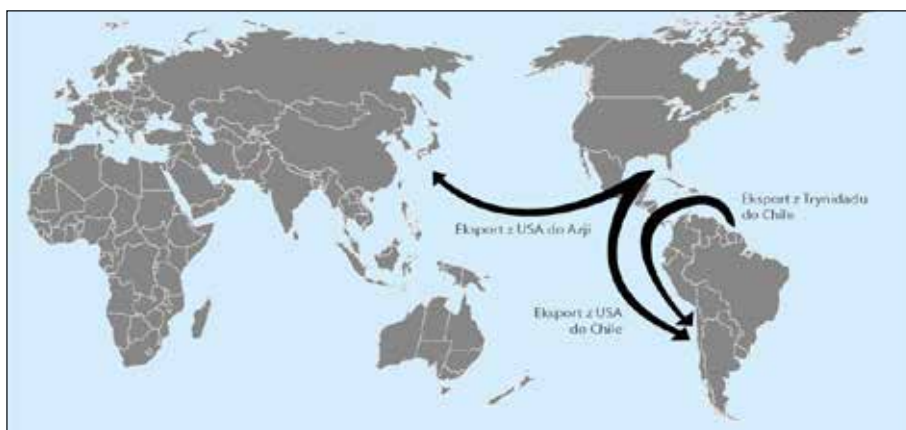 Eksport z Trynidadu
do Chile
Eksport z USA do Azji
Eksport z USA
do Chile